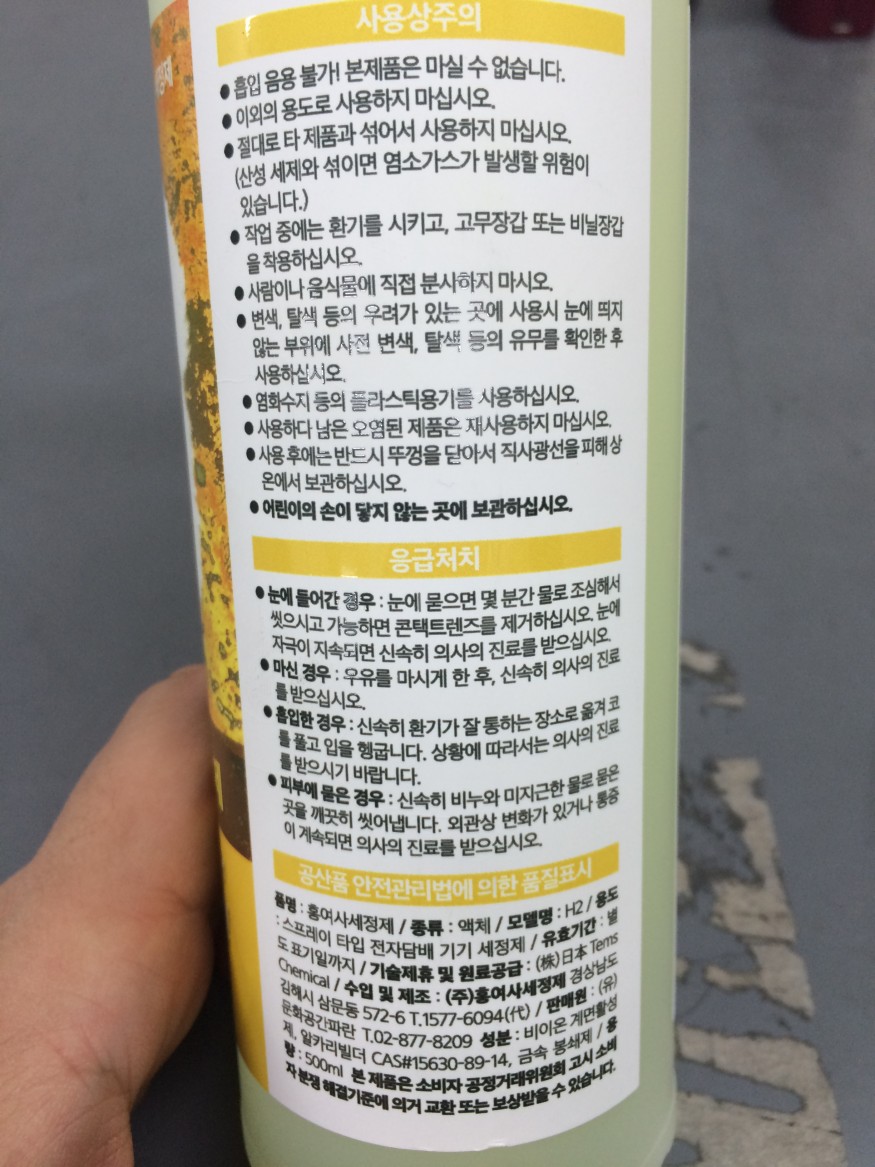 사용상주의
● 흡입 음용 불가! 본제품은 마실 수 없습니다.
● 이외의 용도로 사용하지 마십시오.
● 절대로 타 제품과 섞어서 사용하지 마십시오.
(산성 세제와 섞이면 염소가스가 발생할 위험이
있습니다.)
● 작업 중에는 환기를 시키고, 고무장갑 또는 비닐장갑
을 착용하십시오.
● 사람이나 음식물에 직접 분사하지 마시오.
● 변색, 탈색 등의 우려가 있는 곳에 사용시 눈에 띄지
않는 부위에 사전 변색, 탈색 등의 유무를 확인한 후
사용하십시오.
● 염화수지 등의 플라스틱용기를 사용하십시오.
● 사용하다 남은 오염된 제품은 재사용하지 마십시오.
● 사용 후에는 반드시 뚜껑을 닫아서 직사광선을 피해 상
온에서 보관하십시오.
● 어린이의 손이 닿지 않는 곳에 보관하십시오.
응급처치
● 눈에 들어간 경우 : 눈에 묻으면 몇 분간 물로 조심해서
씻으시고 가능하면 콘택트렌즈를 제거하십시오. 눈에
자극이 지속되면 신속히 의사의 진료를 받으십시오.
● 마신 경우 : 우유를 마시게 한 후, 신속히 의사의 진료
를 받으십시오.
● 흡입한 경우 : 신속히 환기가 잘 통하는 장소로 옮겨 코
를 풀고 입을 헹굽니다. 상황에 따라서는 의사의 진료
를 받으시기 바랍니다.
● 피부에 묻은 경우 : 신속히 비누와 미지근한 물로 묻은
곳을 깨끗히 씻어냅니다. 외관상 변화가 있거나 통증
이 계속되면 의사의 진료를 받으십시오.
공산품 안전관리법에 의한 품질표시
품명 : 홍여사세정제 / 종류 : 액체 / 모델명 : H2 / 용도
: 스프레이 타입 전자담배 기기 세정제 / 유효기간 : 별
도 표기일까지 / 기술제휴 및 원료공급 : (株)日本 Tems
Chemical / 수입 및 제조 : (주)홍여사세정제 경상남도
김해시 삼문동 572-6 T.1577-6094(代) / 판매원 : (유)
문화공간파란 T.02-877-8209 성분 : 비이온 계면활성
제, 알카리빌더 CAS#15630-89-14, 금속 봉쇄제 / 용
량 : 500ml 본 제품은 소비자 공정거래위원회 고시 소비
자 분쟁 해결기준에 의거 교환 또는 보상받을 수 있습니다.